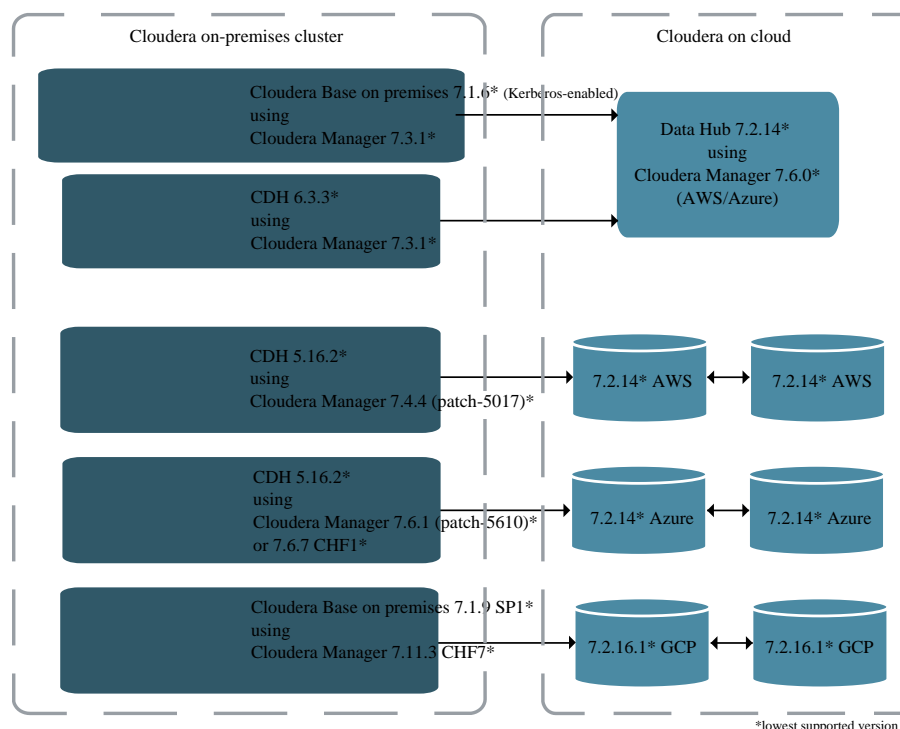 Cloudera on-premises cluster
Cloudera on cloud
Cloudera Base on premises 7.1.6* (Kerberos-enabled)
using
Cloudera Manager 7.3.1*
Data Hub 7.2.14*
using
Cloudera Manager 7.6.0*
(AWS/Azure)
CDH 6.3.3*
using
Cloudera Manager 7.3.1*
CDH 5.16.2*
using
Cloudera Manager 7.4.4 (patch-5017)*
7.2.14* AWS
7.2.14* AWS
CDH 5.16.2*
using
Cloudera Manager 7.6.1 (patch-5610)*
or 7.6.7 CHF1*
7.2.14* Azure
7.2.14* Azure
Cloudera Base on premises 7.1.9 SP1*
using
Cloudera Manager 7.11.3 CHF7*
7.2.16.1* GCP
7.2.16.1* GCP
*lowest supported version